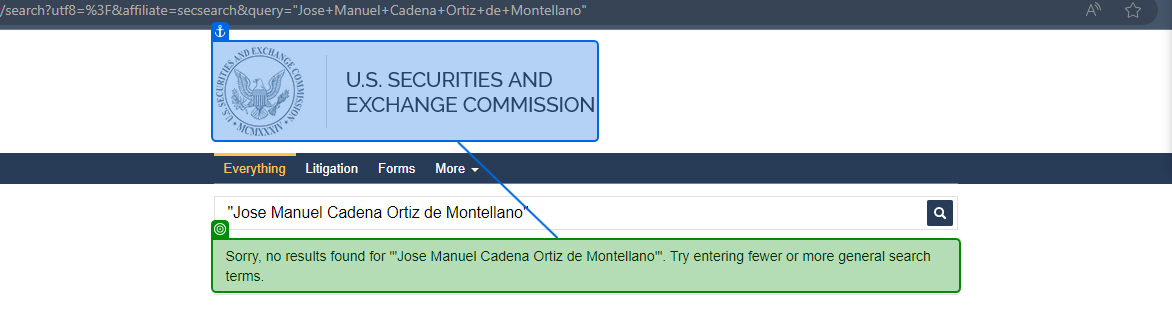 /search?utf8=%3F&affiliate=secsearch&query="Jose+Manuel+Cadena+Ortiz+de+Montellano"
U.S. SECURITIES AND
EXCHANGE COMMISSION
U.S. SECURITIES AND EXCHANGE COMMISSION
MCMXXXIV
Everything Litigation Forms More
"Jose Manuel Cadena Ortiz de Montellano"
Sorry, no results found for '"Jose Manuel Cadena Ortiz de Montellano"'. Try entering fewer or more general search
terms.